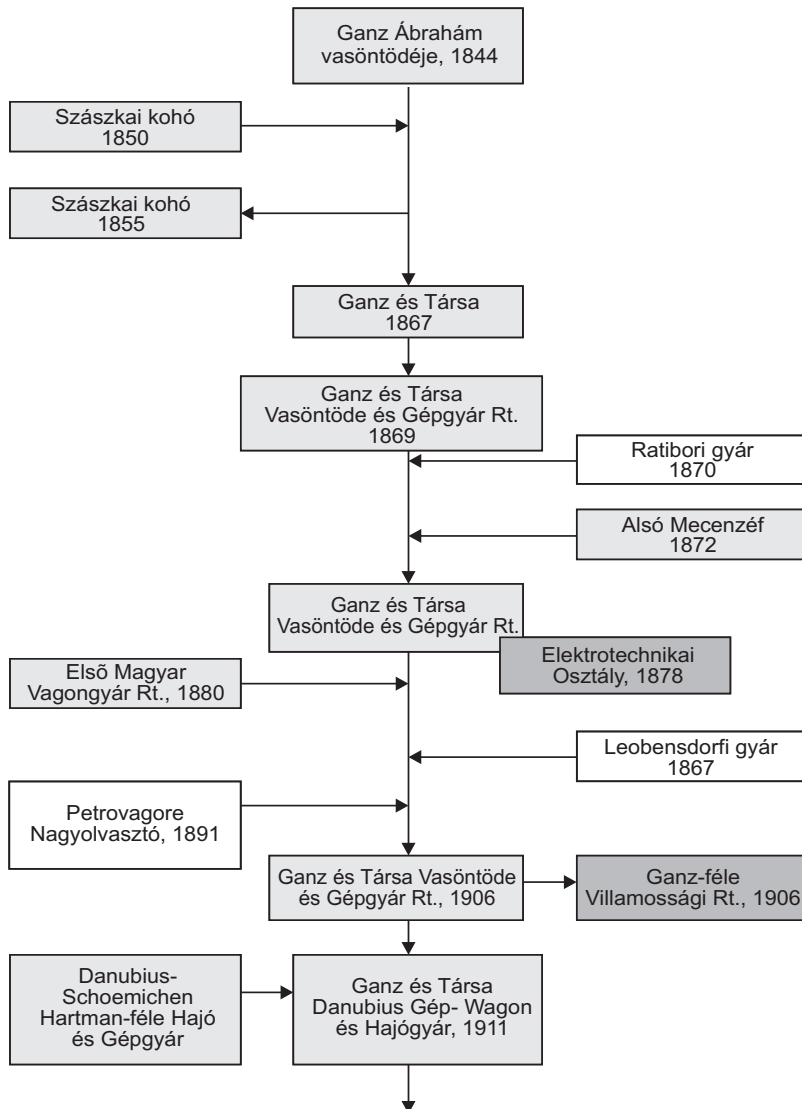 Ganz Ábrahám
vasöntödéje, 1844
Szászkai kohó
1850
Szászkai kohó
1855
Ganz és Társa
1867
Ganz és Társa
Vasöntöde és Gépgyár Rt.
1869
Ratibori gyár
1870
Alsó Mecenzéf
1872
Ganz és Társa
Vasöntöde és Gépgyár Rt.
Elektrotechnikai
Osztály, 1878
Elsõ Magyar
Vagongyár Rt., 1880
Leobensdorfi gyár
1867
Petrovagore
Nagyolvasztó, 1891
Ganz és Társa Vasöntöde
és Gépgyár Rt., 1906
Ganz-féle
Villamossági Rt., 1906
Danubius-
Schoemichen
Hartman-féle Hajó
és Gépgyár
Ganz és Társa
Danubius Gép- Wagon
és Hajógyár, 1911